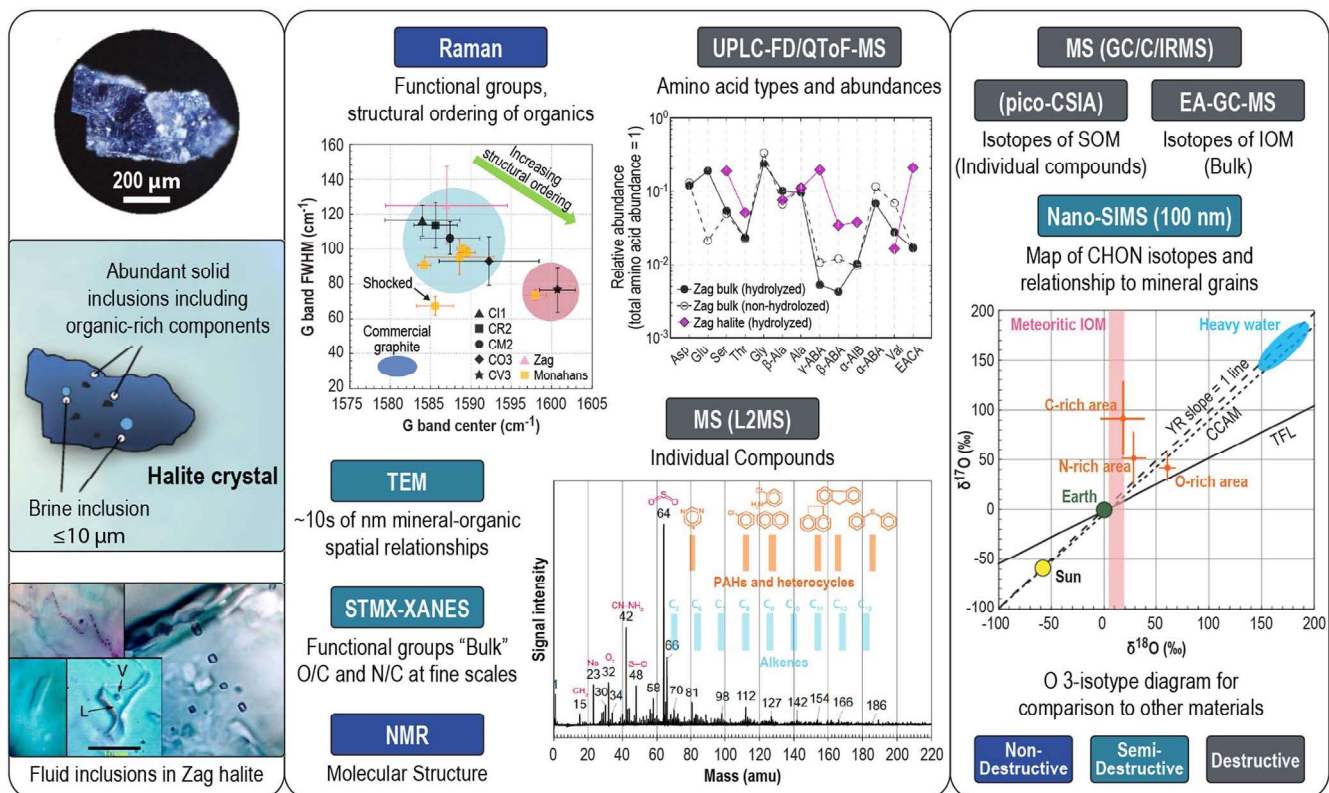 200 µm
Abundant solid
inclusions including
organic-rich components
Halite crystal
Brine inclusion
≤10 µm
V
L
Fluid inclusions in Zag halite
Raman
Functional groups,
structural ordering of organics
G band FWHM (cm⁻¹)
160
140
120
100
80
60
40
20
Increasing
structural ordering
Shocked
Commercial
graphite
CI1
CR2
CM2
CO3
CV3
Zag
Monahans
1575 1580 1585 1590 1595 1600 1605
G band center (cm⁻¹)
TEM
~10s of nm mineral-organic
spatial relationships
STMX-XANES
Functional groups “Bulk”
O/C and N/C at fine scales
NMR
Molecular Structure
UPLC-FD/QToF-MS
Amino acid types and abundances
Relative abundance
(total amino acid abundance = 1)
10⁰
10⁻¹
10⁻²
10⁻³
Zag bulk (hydrolyzed)
Zag bulk (non-hydrolozed)
Zag halite (hydrolyzed)
Asp Glu Ser Thr Gly β-Ala Ala γ-ABA β-ABA α-AIB α-ABA Val EACA
MS (L2MS)
Individual Compounds
Signal intensity
1
CH₃
15
Na
23
30
O₂
32
34
CN–NH₂
42
S—O
48
58
O S O
64
66
70
81
98
112
127
142
154
166
186
PAHs and heterocycles
Alkenes
0 20 40 60 80 100 120 140 160 180 200 220
Mass (amu)
MS (GC/C/IRMS)
(pico-CSIA)
Isotopes of SOM
(Individual compounds)
EA-GC-MS
Isotopes of IOM
(Bulk)
Nano-SIMS (100 nm)
Map of CHON isotopes and
relationship to mineral grains
δ¹⁷O (‰)
200
150
100
50
0
-50
-100
Meteoritic IOM
Heavy water
C-rich area
N-rich area
O-rich area
YR slope = 1 line
CCAM
TFL
Earth
Sun
-100 -50 0 50 100 150 200
δ¹⁸O (‰)
O 3-isotype diagram for
comparison to other materials
Non-
Destructive
Semi-
Destructive
Destructive